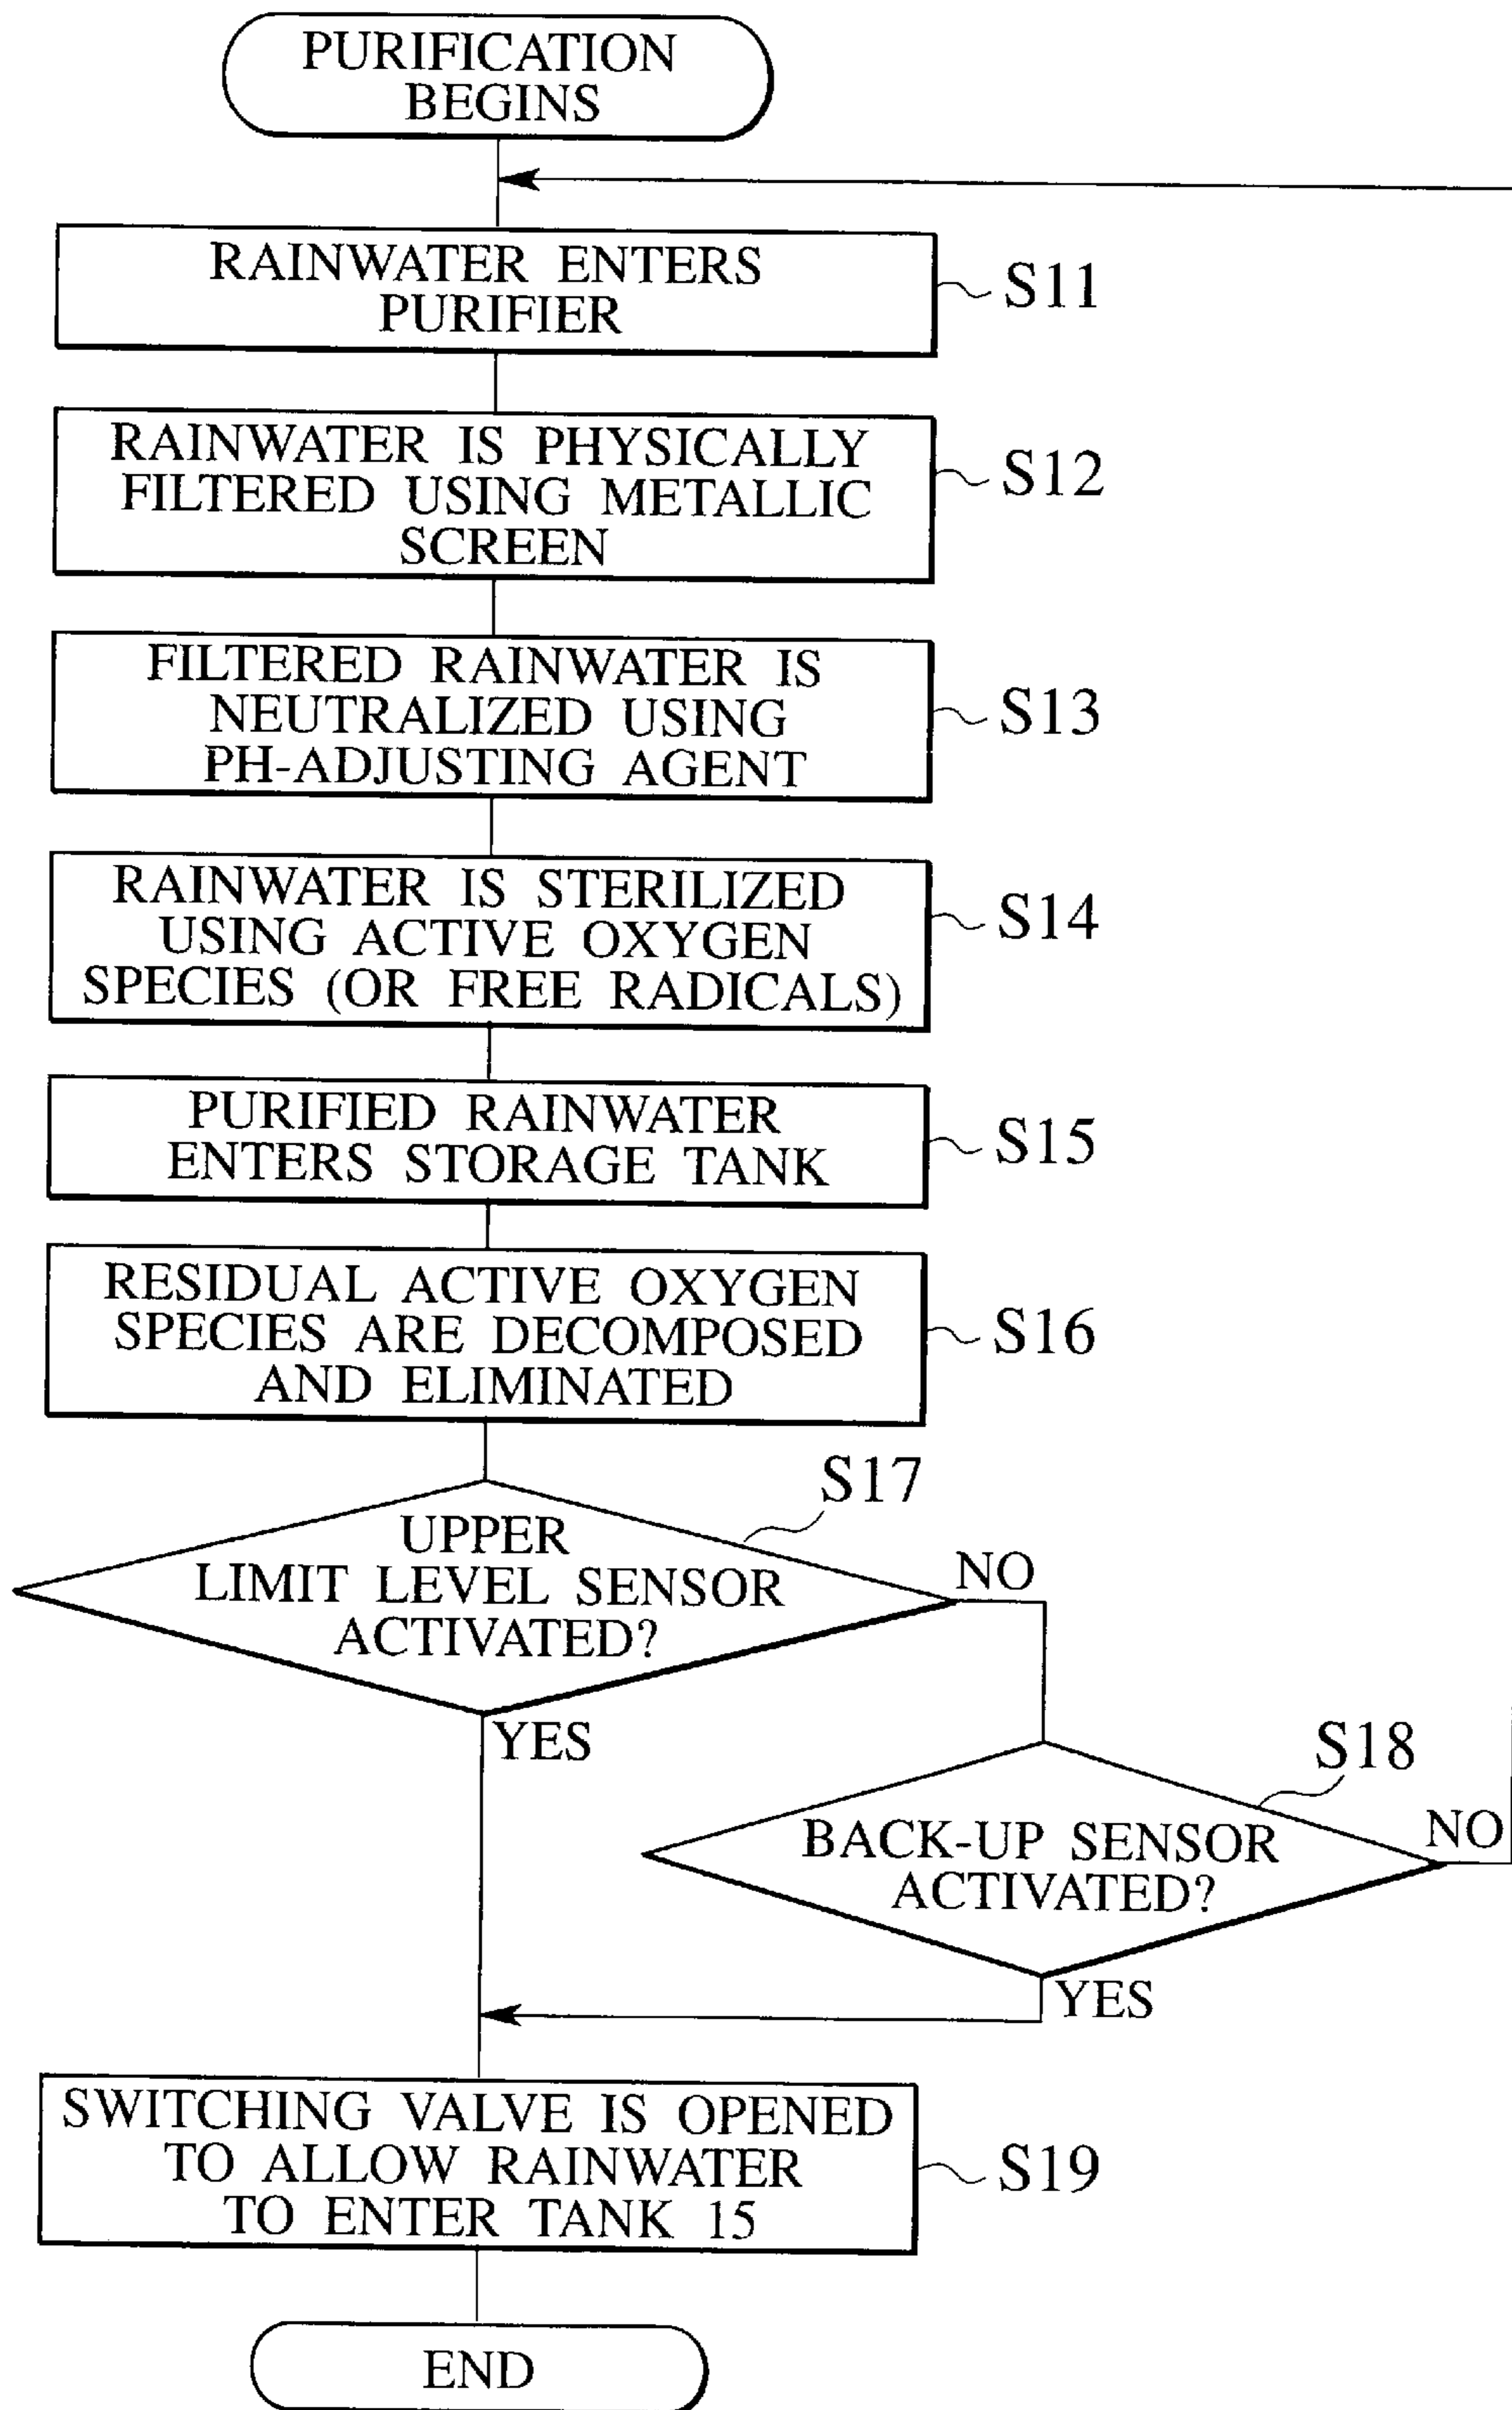 PURIFICATION
BEGINS
RAINWATER ENTERS
PURIFIER
S11
RAINWATER IS PHYSICALLY
FILTERED USING METALLIC
SCREEN
S12
FILTERED RAINWATER IS
NEUTRALIZED USING
PH-ADJUSTING AGENT
S13
RAINWATER IS STERILIZED
USING ACTIVE OXYGEN
SPECIES (OR FREE RADICALS)
S14
PURIFIED RAINWATER
ENTERS STORAGE TANK
S15
RESIDUAL ACTIVE OXYGEN
SPECIES ARE DECOMPOSED
AND ELIMINATED
S16
S17
UPPER
LIMIT LEVEL SENSOR
ACTIVATED?
NO
YES
S18
BACK-UP SENSOR
ACTIVATED?
NO
YES
SWITCHING VALVE IS OPENED
TO ALLOW RAINWATER
TO ENTER TANK 15
S19
END